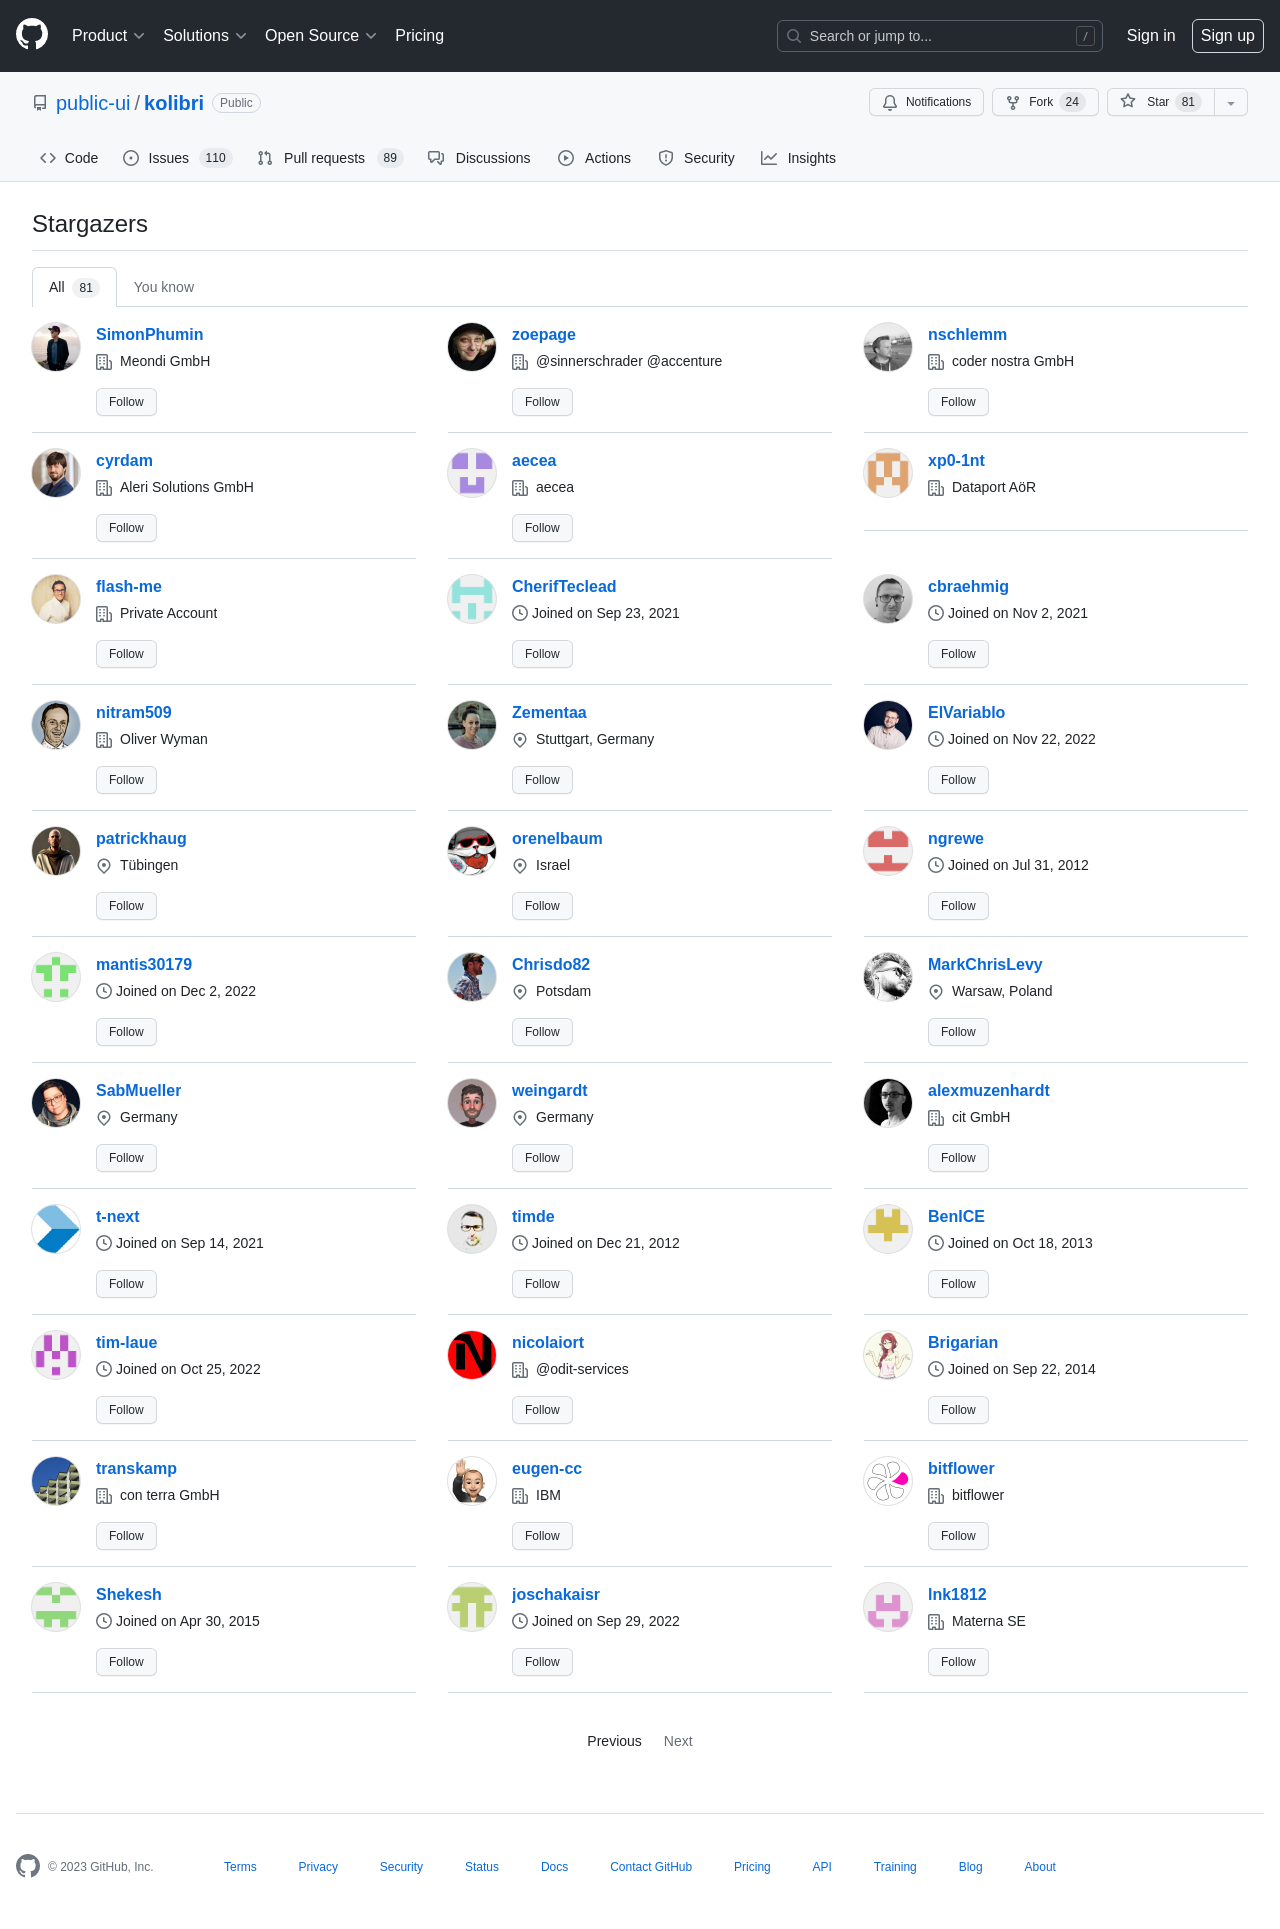 Product Solutions Open Source Pricing Search or jump to... / Sign in Sign up
public-ui / kolibri Public Notifications Fork 24 Star 81
Code Issues 110 Pull requests 89 Discussions Actions Security Insights
Stargazers
All 81 You know
SimonPhumin zoepage nschlemm
Meondi GmbH @sinnerschrader @accenture coder nostra GmbH
Follow Follow Follow
cyrdam aecea xp0-1nt
Aleri Solutions GmbH aecea Dataport AöR
Follow Follow
flash-me CherifTeclead cbraehmig
Private Account Joined on Sep 23, 2021 Joined on Nov 2, 2021
Follow Follow Follow
nitram509 Zementaa ElVariablo
Oliver Wyman Stuttgart, Germany Joined on Nov 22, 2022
Follow Follow Follow
patrickhaug orenelbaum ngrewe
Tübingen Israel Joined on Jul 31, 2012
Follow Follow Follow
mantis30179 Chrisdo82 MarkChrisLevy
Joined on Dec 2, 2022 Potsdam Warsaw, Poland
Follow Follow Follow
SabMueller weingardt alexmuzenhardt
Germany Germany cit GmbH
Follow Follow Follow
t-next timde BenICE
Joined on Sep 14, 2021 Joined on Dec 21, 2012 Joined on Oct 18, 2013
Follow Follow Follow
tim-laue nicolaiort Brigarian
Joined on Oct 25, 2022 @odit-services Joined on Sep 22, 2014
Follow Follow Follow
transkamp eugen-cc bitflower
con terra GmbH IBM bitflower
Follow Follow Follow
Shekesh joschakaisr lnk1812
Joined on Apr 30, 2015 Joined on Sep 29, 2022 Materna SE
Follow Follow Follow
Previous Next
© 2023 GitHub, Inc. Terms Privacy Security Status Docs Contact GitHub Pricing API Training Blog About